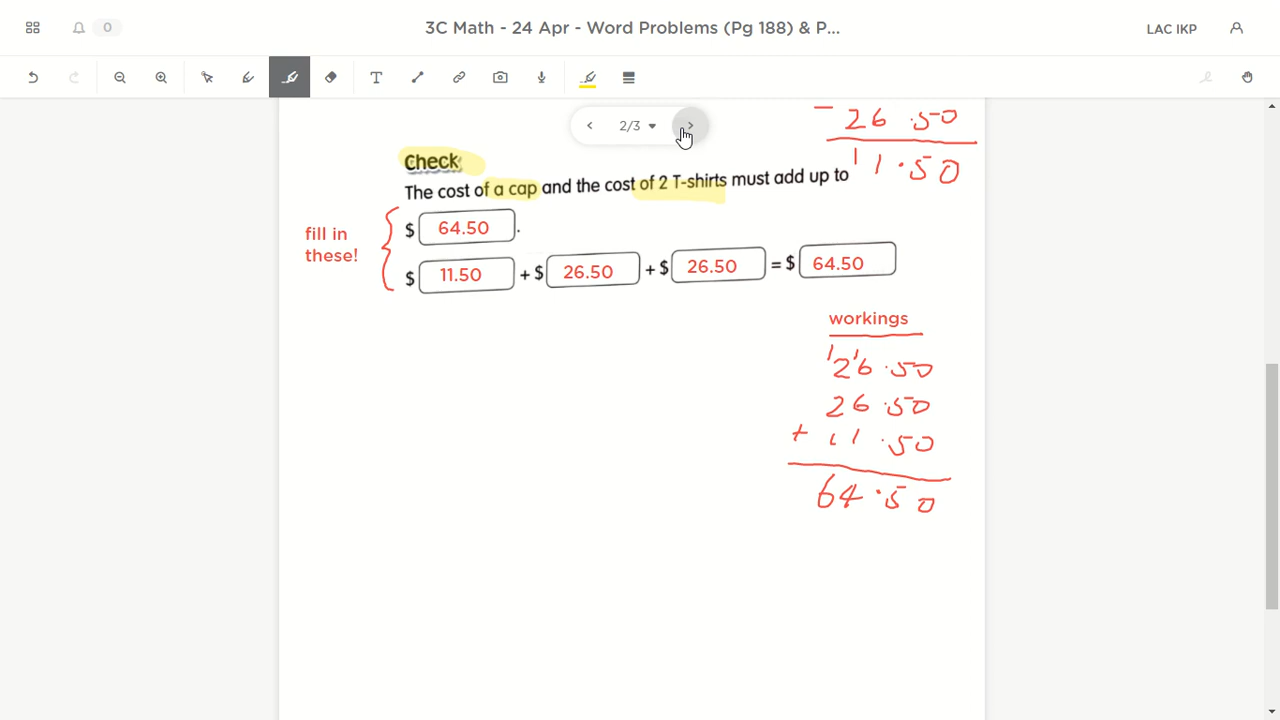 3C Math - 24 Apr - Word Problems (Pg 188) & P...
LAC IKP
0
2/3
- 26.50
11.50
Check
The cost of a cap and the cost of 2 T-shirts must add up to
$ 64.50 .
fill in
these!
$ 11.50 + $ 26.50 + $ 26.50 = $ 64.50
workings
1 1
26.50
26.50
+ 11.50
64.50